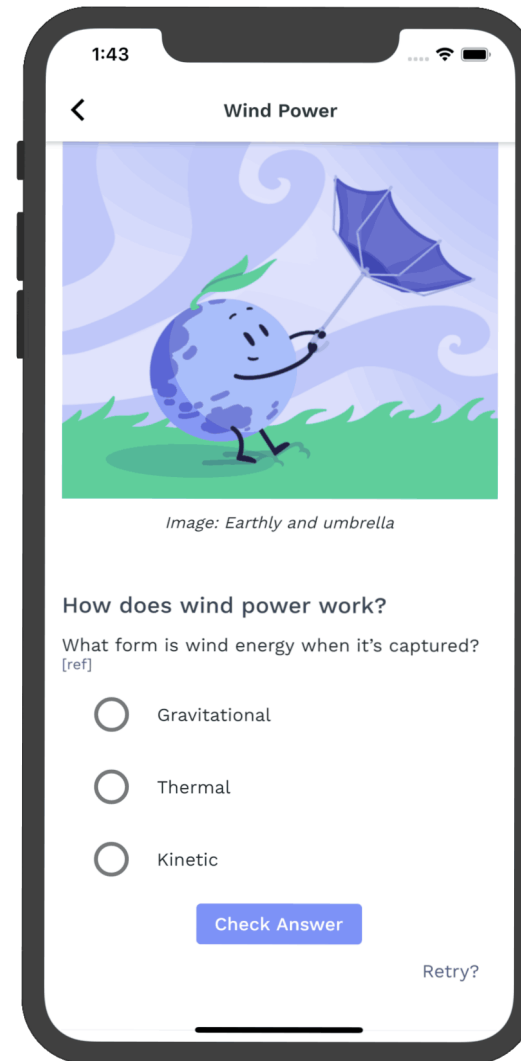 1:43
Wind Power
Image: Earthly and umbrella
How does wind power work?
What form is wind energy when it’s captured?
[ref]
Gravitational
Thermal
Kinetic
Check Answer
Retry?